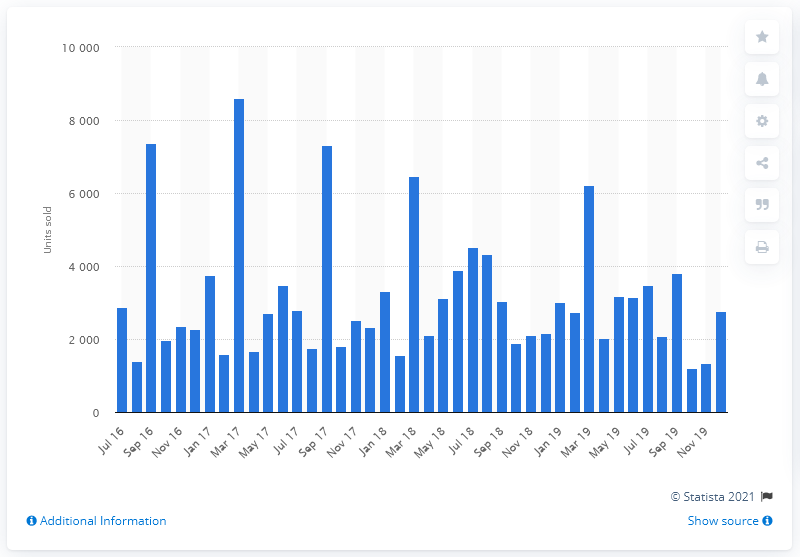 10 000
8 000
6 000
4 000
2 000
0
Units sold
Jul 16
Sep 16
Nov 16
Jan 17
Mar 17
May 17
Jul 17
Sep 17
Nov 17
Jan 18
Mar 18
May 18
Jul 18
Sep 18
Nov 18
Jan 19
Mar 19
May 19
Jul 19
Sep 19
Nov 19
© Statista 2021
Additional Information
Show source